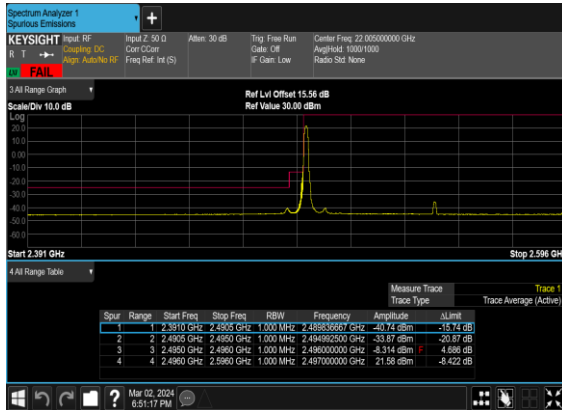 Spectrum Analyzer 1
Spurious Emissions
KEYSIGHT Input: RF Input Z: 50 Ω Atten: 30 dB Trig: Free Run Center Freq: 22.005000000 GHz
R T Coupling: DC Corr CCorr Gate: Off Avg|Hold: 1000/1000
Align: Auto/No RF Freq Ref: Int (S) IF Gain: Low Radio Std: None
FAIL
3 All Range Graph
Ref Lvl Offset 15.56 dB
Scale/Div 10.0 dB Ref Value 30.00 dBm
Log
20.0
10.0
0.00
-10.0
-20.0
-30.0
-40.0
-50.0
-60.0
Start 2.391 GHz Stop 2.596 GHz
4 All Range Table
Measure Trace Trace 1
Trace Type Trace Average (Active)
Spur Range Start Freq Stop Freq RBW Frequency Amplitude ΔLimit
1 1 2.3910 GHz 2.4905 GHz 1.000 MHz 2.489836667 GHz -40.74 dBm -15.74 dB
2 2 2.4905 GHz 2.4950 GHz 1.000 MHz 2.494992500 GHz -33.87 dBm -20.87 dB
3 3 2.4950 GHz 2.4960 GHz 1.000 MHz 2.496000000 GHz -8.314 dBm F 4.686 dB
4 4 2.4960 GHz 2.5960 GHz 1.000 MHz 2.497000000 GHz 21.58 dBm -8.422 dB
Mar 02, 2024
6:51:17 PM